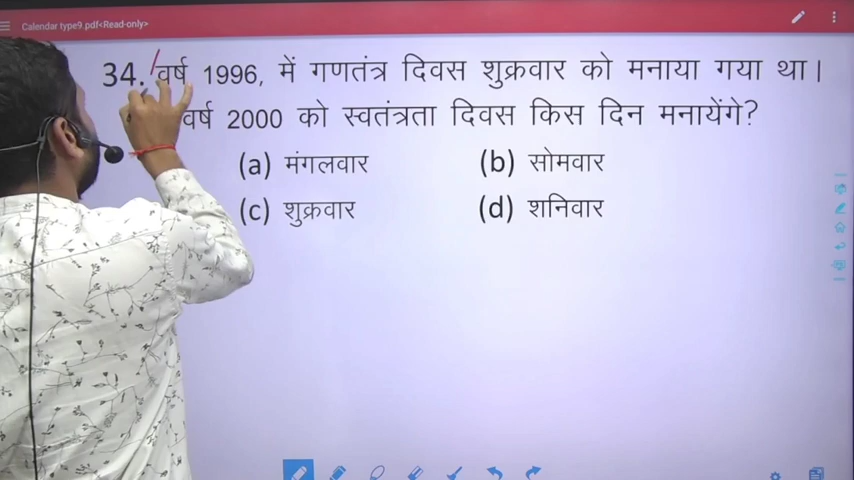 Calendar type9.pdf<Read-only>
34. वर्ष 1996, में गणतंत्र दिवस शुक्रवार को मनाया गया था।
वर्ष 2000 को स्वतंत्रता दिवस किस दिन मनायेंगे?
(a) मंगलवार
(b) सोमवार
(c) शुक्रवार
(d) शनिवार